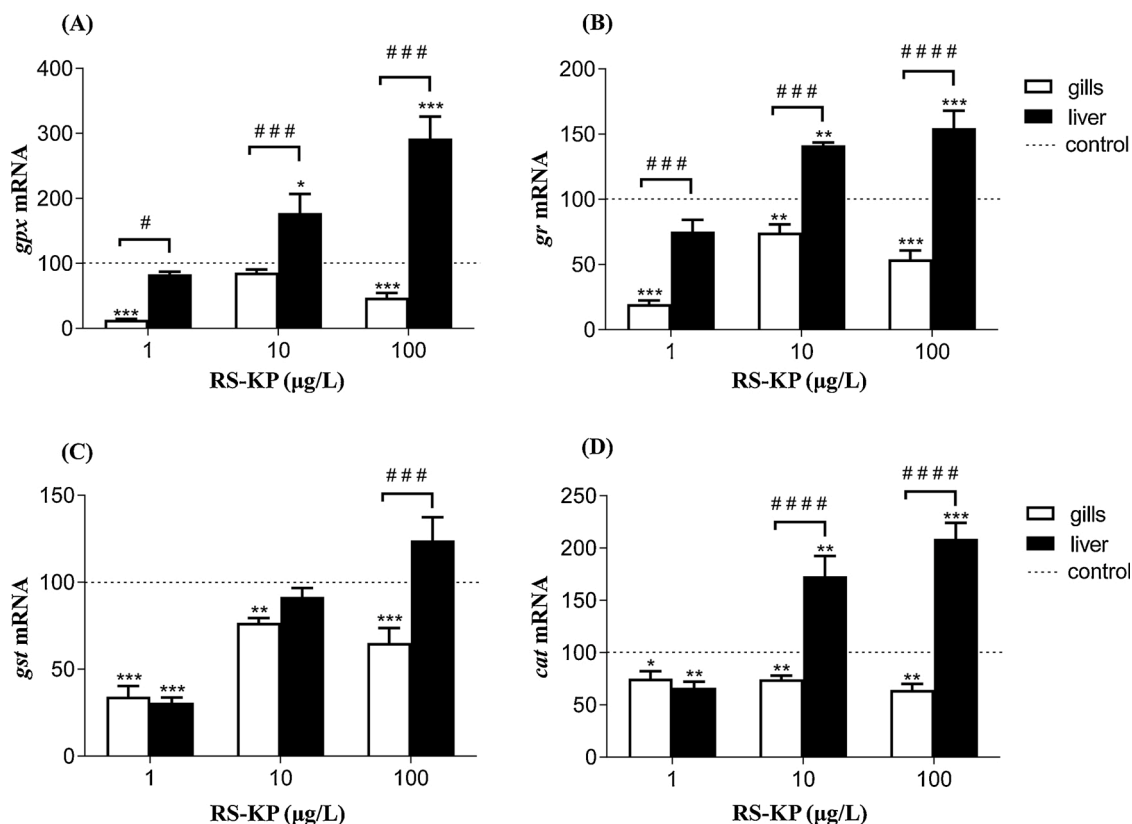 (A)
400
300
200
100
0
gpx mRNA
***
#
*
# # #
***
***
# # #
1 10 100
RS-KP (µg/L)
(B)
200
150
100
50
0
gr mRNA
***
# # #
**
**
# # #
***
***
# # # #
1 10 100
RS-KP (µg/L)
gills
liver
control
(C)
150
100
50
0
gst mRNA
***
***
**
***
# # #
1 10 100
RS-KP (µg/L)
(D)
250
200
150
100
50
0
cat mRNA
*
**
**
**
# # # #
**
***
# # # #
1 10 100
RS-KP (µg/L)
gills
liver
control